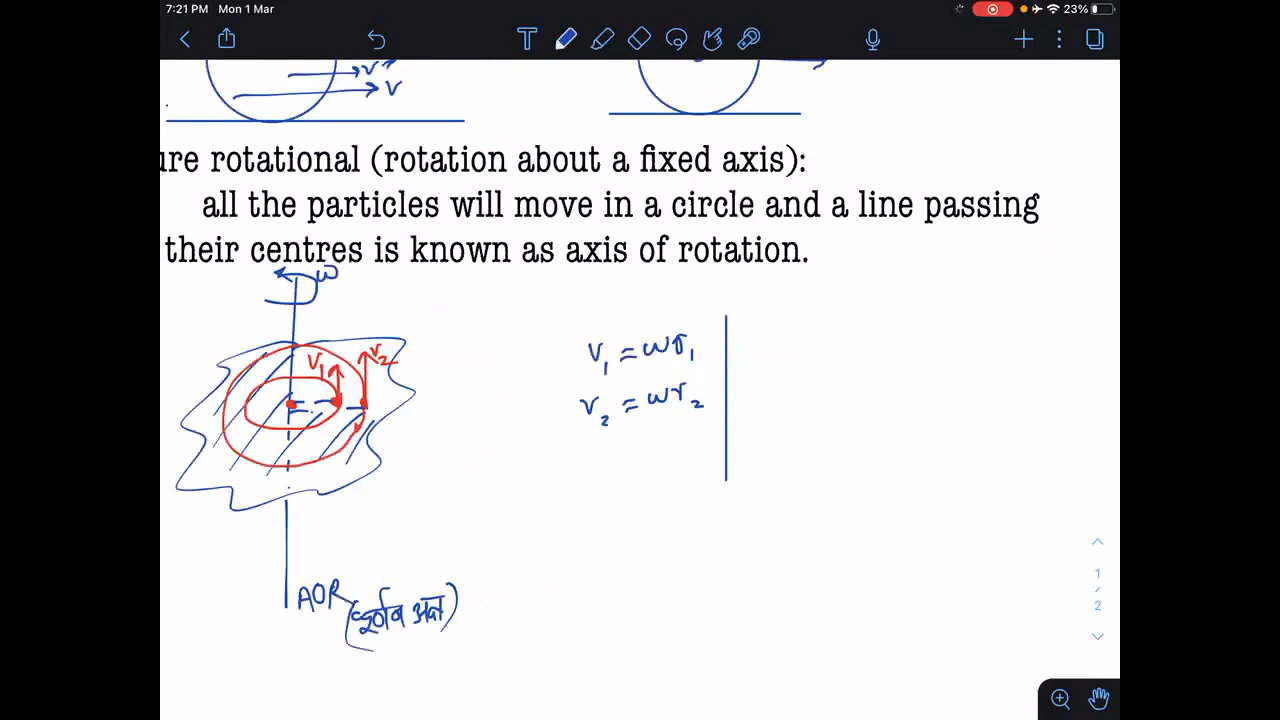 7:21 PM Mon 1 Mar
23%
v
v
ure rotational (rotation about a fixed axis):
all the particles will move in a circle and a line passing
their centres is known as axis of rotation.
ω
v₁
v₂
v₁ = ωr₁
v₂ = ωr₂
AOR
(घूर्णन अक्ष)
1
/
2